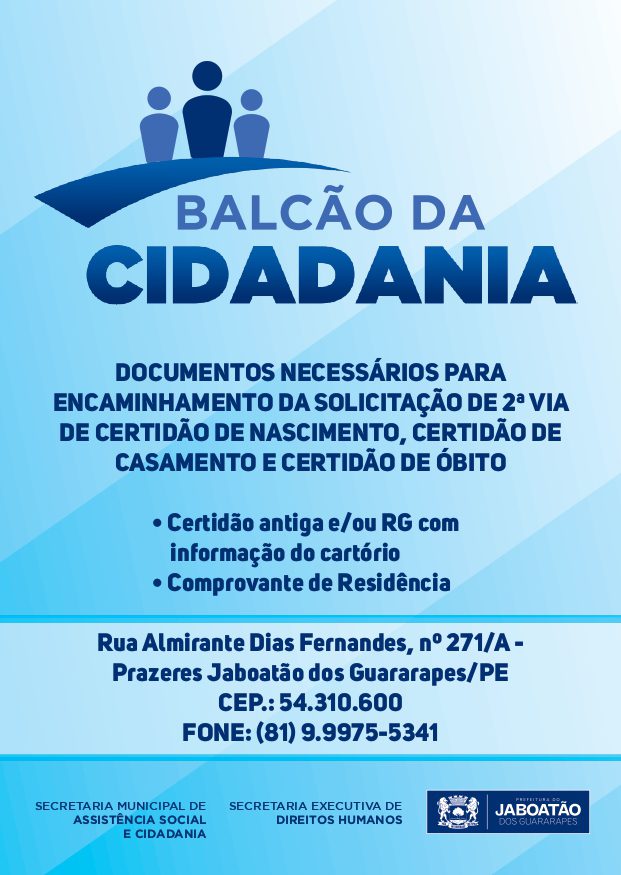 BALCÃO DA
CIDADANIA
DOCUMENTOS NECESSÁRIOS PARA
ENCAMINHAMENTO DA SOLICITAÇÃO DE 2ª VIA
DE CERTIDÃO DE NASCIMENTO, CERTIDÃO DE
CASAMENTO E CERTIDÃO DE ÓBITO
• Certidão antiga e/ou RG com
informação do cartório
• Comprovante de Residência
Rua Almirante Dias Fernandes, nº 271/A -
Prazeres Jaboatão dos Guararapes/PE
CEP.: 54.310.600
FONE: (81) 9.9975-5341
SECRETARIA MUNICIPAL DE
ASSISTÊNCIA SOCIAL
E CIDADANIA
SECRETARIA EXECUTIVA DE
DIREITOS HUMANOS
PREFEITURA DO
JABOATÃO
DOS GUARARAPES